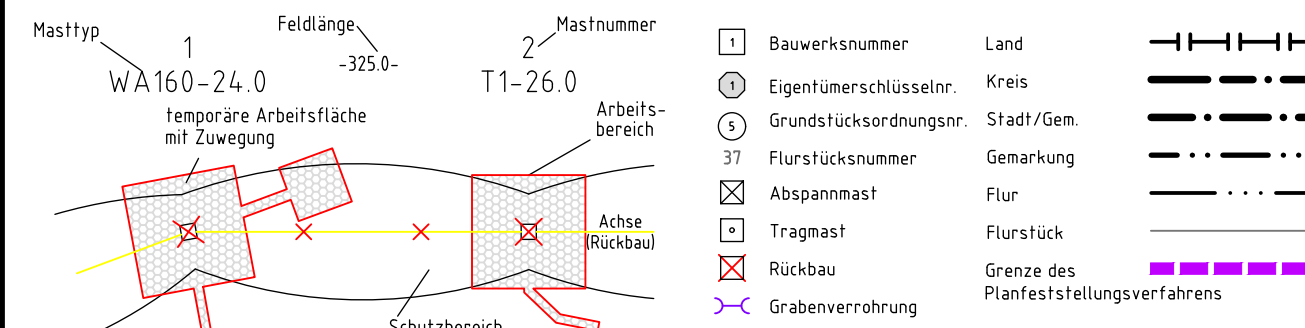 Masttyp
Feldlänge
Mastnummer
1
-325.0-
2
WA160-24.0
T1-26.0
temporäre Arbeitsfläche
mit Zuwegung
Arbeits-
bereich
Achse
(Rückbau)
Schutzbereich
1 Bauwerksnummer
1 Eigentümerschlüsselnr.
5 Grundstücksordnungsnr.
37 Flurstücksnummer
Abspannmast
Tragmast
Rückbau
Grabenverrohrung
Land
Kreis
Stadt/Gem.
Gemarkung
Flur
Flurstück
Grenze des
Planfeststellungsverfahrens